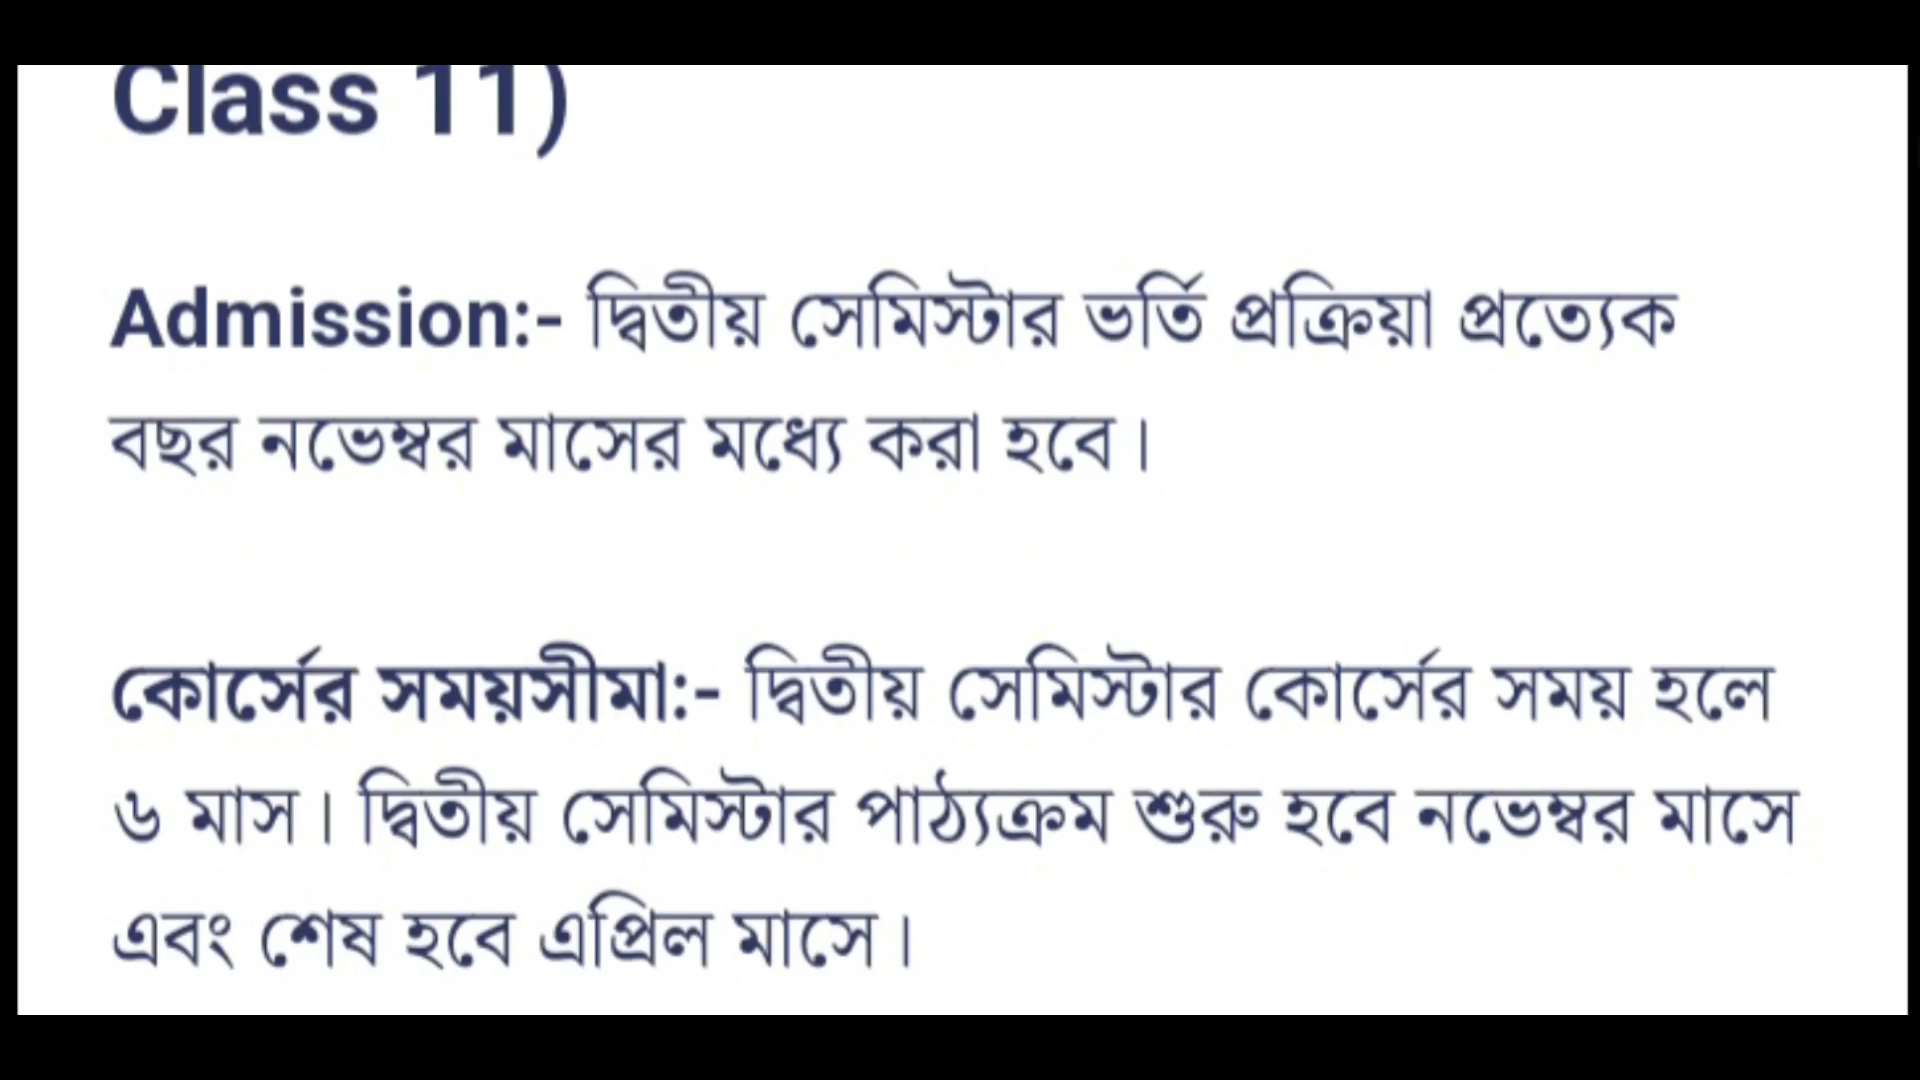 Class 11)
Admission:- দ্বিতীয় সেমিস্টার ভর্তি প্রক্রিয়া প্রত্যেক
বছর নভেম্বর মাসের মধ্যে করা হবে।
কোর্সের সময়সীমা:- দ্বিতীয় সেমিস্টার কোর্সের সময় হলে
৬ মাস। দ্বিতীয় সেমিস্টার পাঠ্যক্রম শুরু হবে নভেম্বর মাসে
এবং শেষ হবে এপ্রিল মাসে।